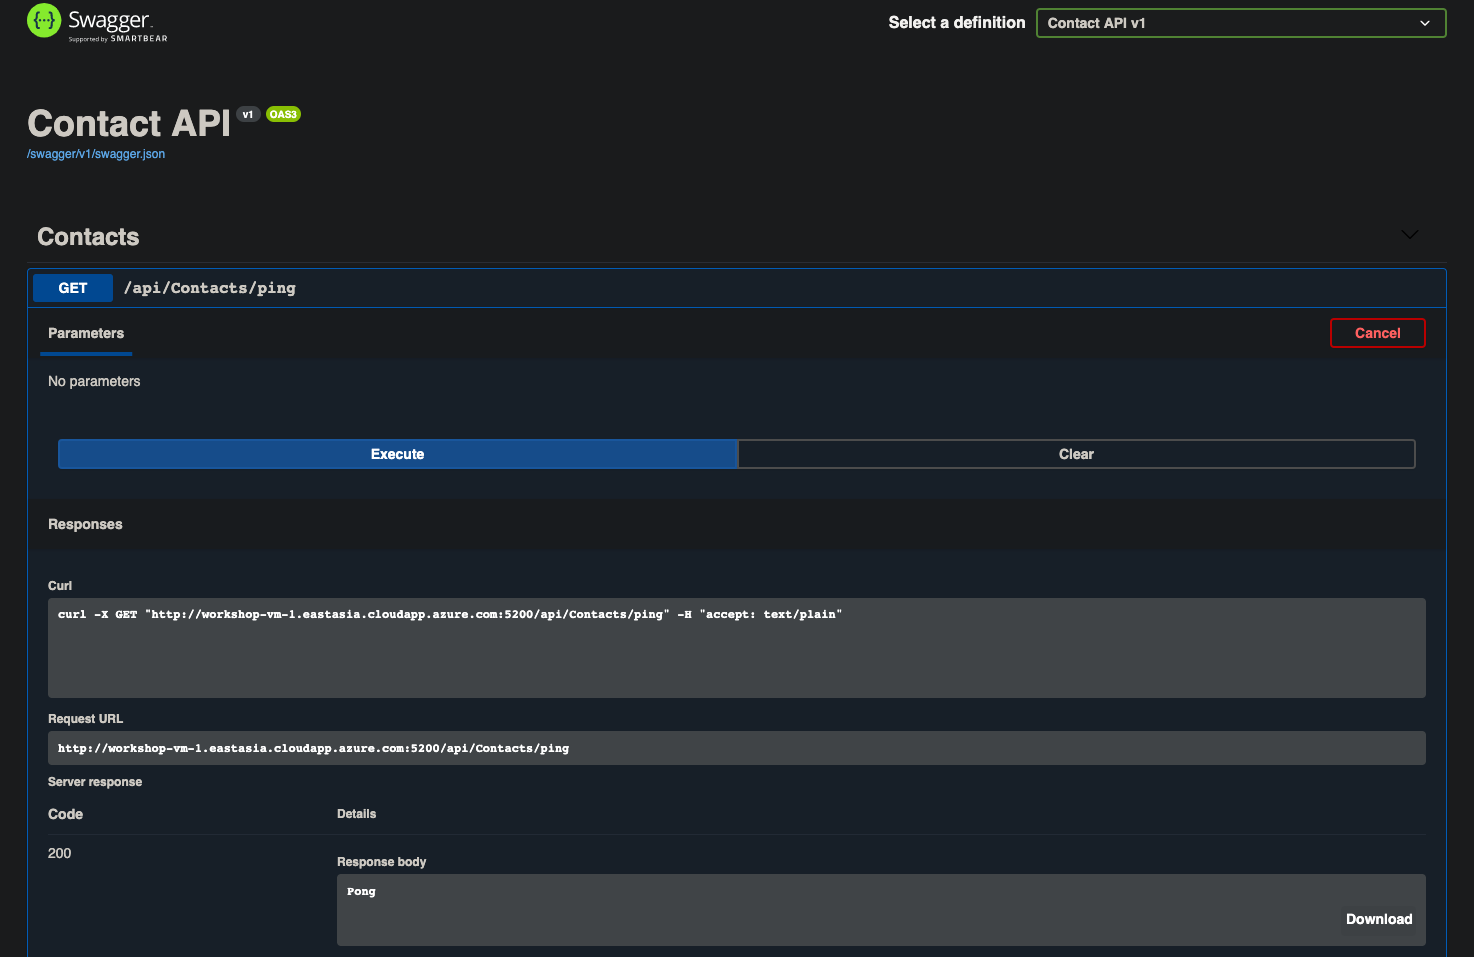 Swagger
Supported by SMARTBEAR
Select a definition
Contact API v1
Contact API v1 OAS3
/swagger/v1/swagger.json
Contacts
GET /api/Contacts/ping
Parameters
Cancel
No parameters
Execute
Clear
Responses
Curl
curl -X GET "http://workshop-vm-1.eastasia.cloudapp.azure.com:5200/api/Contacts/ping" -H "accept: text/plain"
Request URL
http://workshop-vm-1.eastasia.cloudapp.azure.com:5200/api/Contacts/ping
Server response
Code Details
200
Response body
Pong
Download